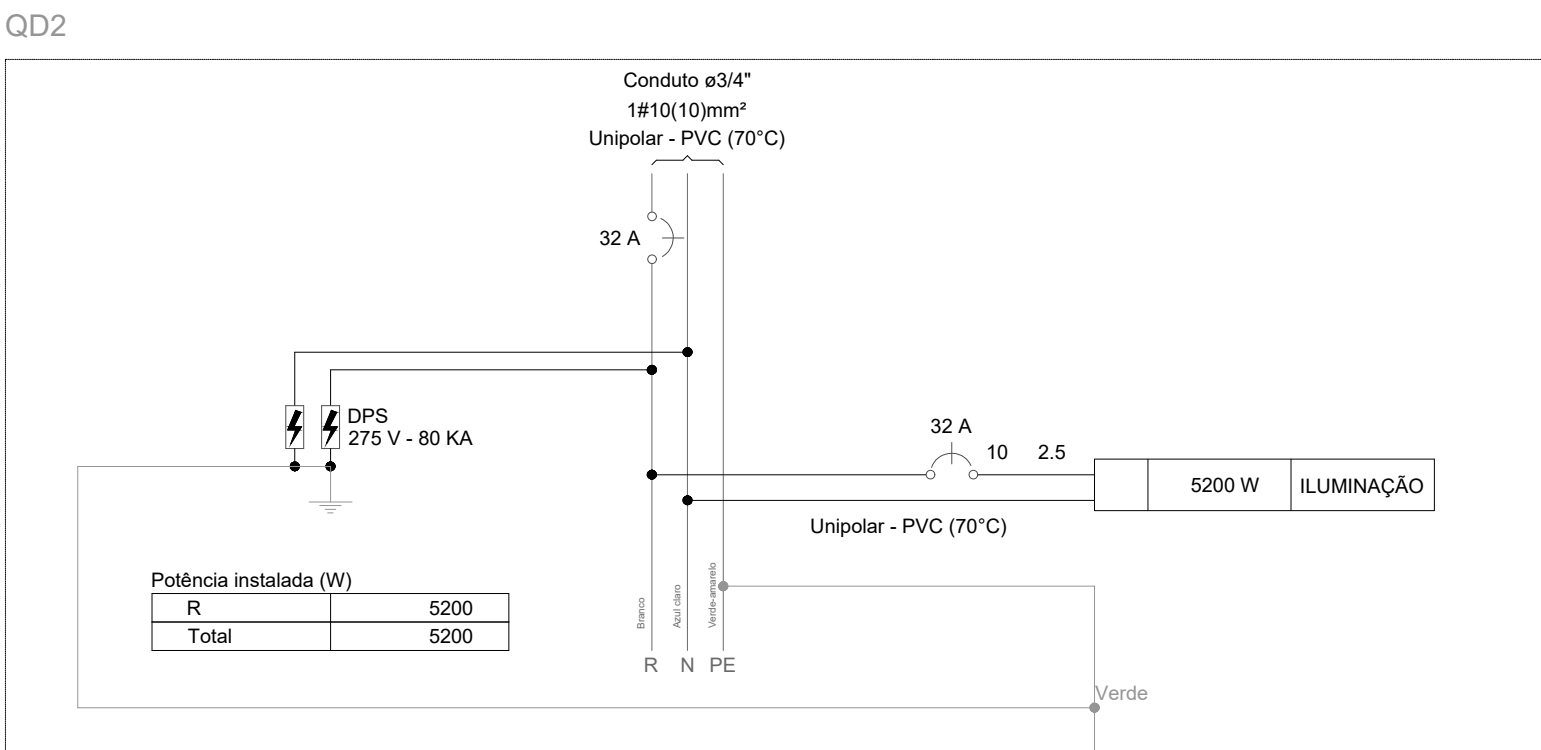 QD2
Conduto ø3/4"
1#10(10)mm²
Unipolar - PVC (70°C)
32 A
DPS
275 V - 80 KA
32 A
10 2.5
5200 W ILUMINAÇÃO
Unipolar - PVC (70°C)
Potência instalada (W)
R 5200
Total 5200
Branco
Azul claro
Verde-amarelo
R N PE
Verde